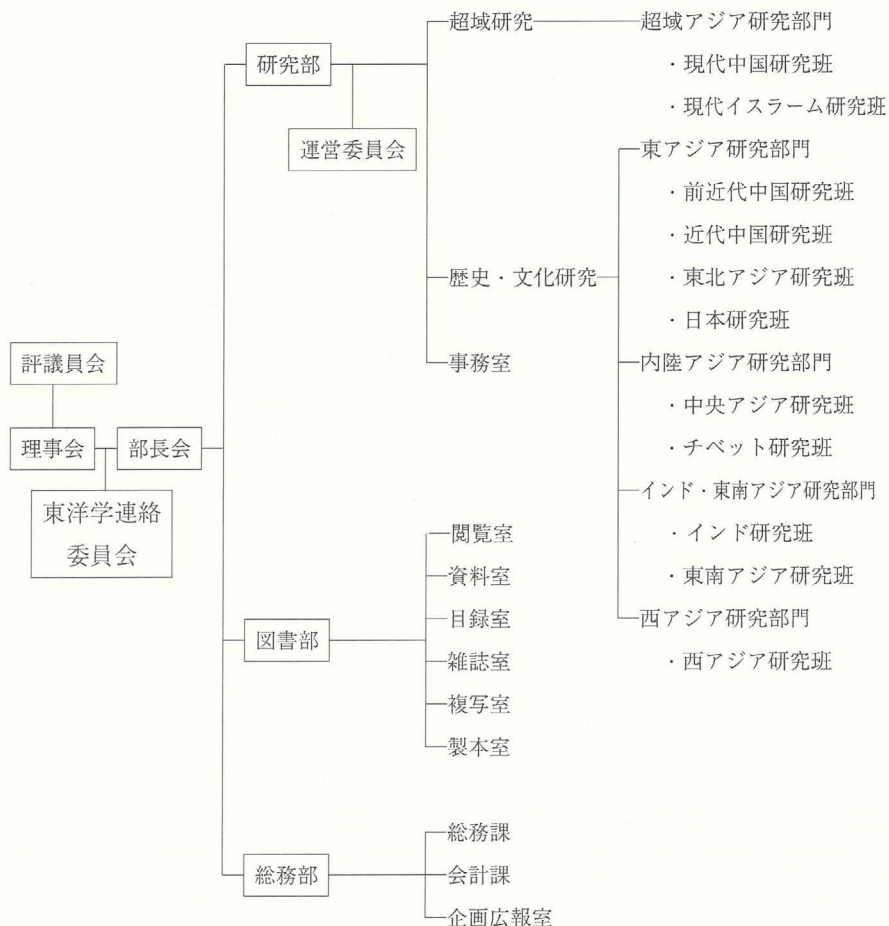 評議員会
理事会
部長会
東洋学連絡
委員会
研究部
運営委員会
超域研究
超域アジア研究部門
・現代中国研究班
・現代イスラーム研究班
歴史・文化研究
東アジア研究部門
・前近代中国研究班
・近代中国研究班
・東北アジア研究班
・日本研究班
内陸アジア研究部門
・中央アジア研究班
・チベット研究班
インド・東南アジア研究部門
・インド研究班
・東南アジア研究班
西アジア研究部門
・西アジア研究班
事務室
図書部
閲覧室
資料室
目録室
雑誌室
複写室
製本室
総務部
総務課
会計課
企画広報室